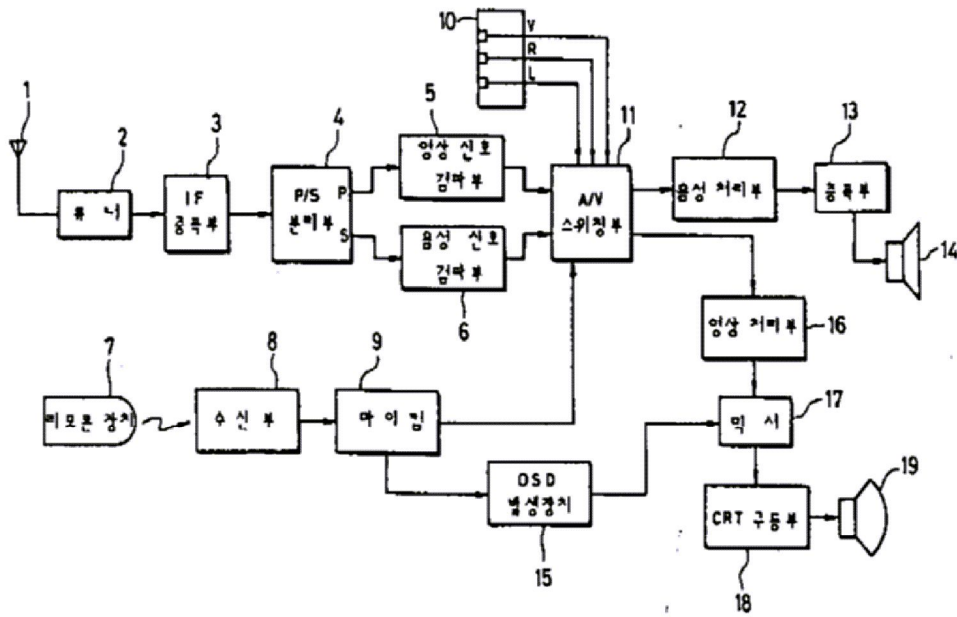 10
V
R
L
1
2
3
4
5
6
11
12
13
14
튜 너
IF
증폭부
P/S
분리부
P
S
영상 신호
검파부
음성 신호
검파부
A/V
스위칭부
음성 처리부
증폭부
영상 처리부
16
7
8
9
리모콘 장치
수신부
마이컴
믹 서
17
OSD
발생장치
15
CRT 구동부
18
19